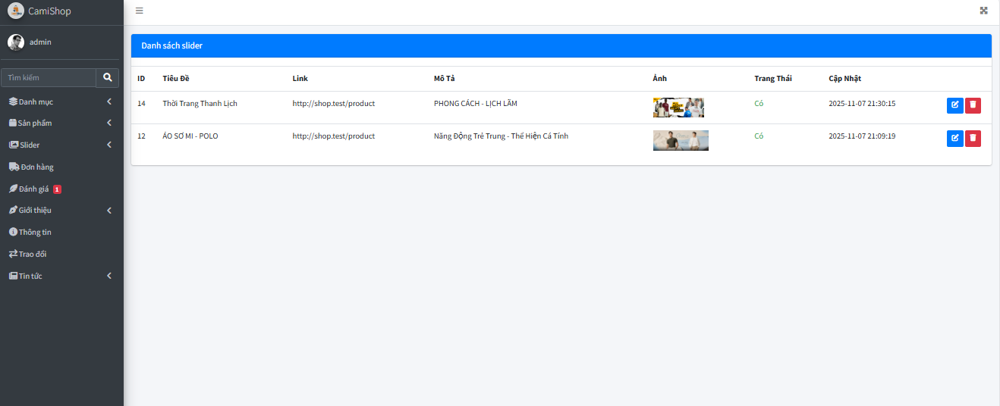 CamiShop
admin
Tìm kiếm
Danh mục
Sản phẩm
Slider
Đơn hàng
Đánh giá 1
Giới thiệu
Thông tin
Trao đổi
Tin tức
Danh sách slider
ID Tiêu Đề Link Mô Tả Ảnh Trang Thái Cập Nhật
14 Thời Trang Thanh Lịch http://shop.test/product PHONG CÁCH - LỊCH LÃM Có 2025-11-07 21:30:15
12 ÁO SƠ MI - POLO http://shop.test/product Năng Động Trẻ Trung - Thể Hiện Cá Tính Có 2025-11-07 21:09:19